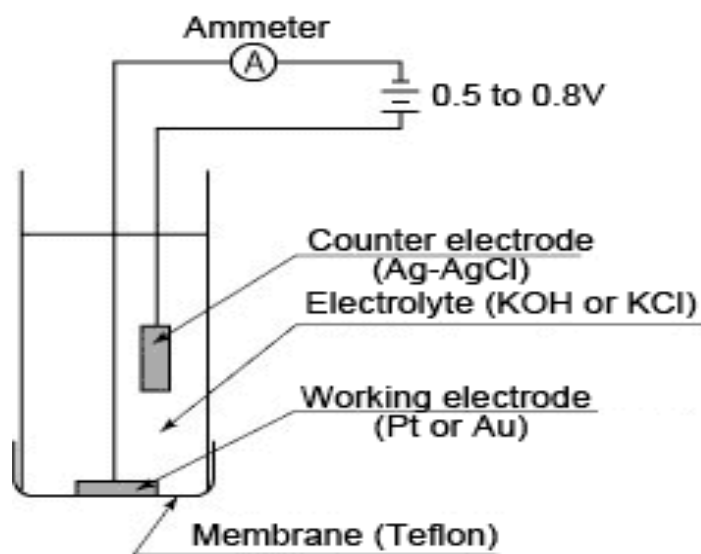 Ammeter
A
0.5 to 0.8V
Counter electrode
(Ag-AgCl)
Electrolyte (KOH or KCl)
Working electrode
(Pt or Au)
Membrane (Teflon)